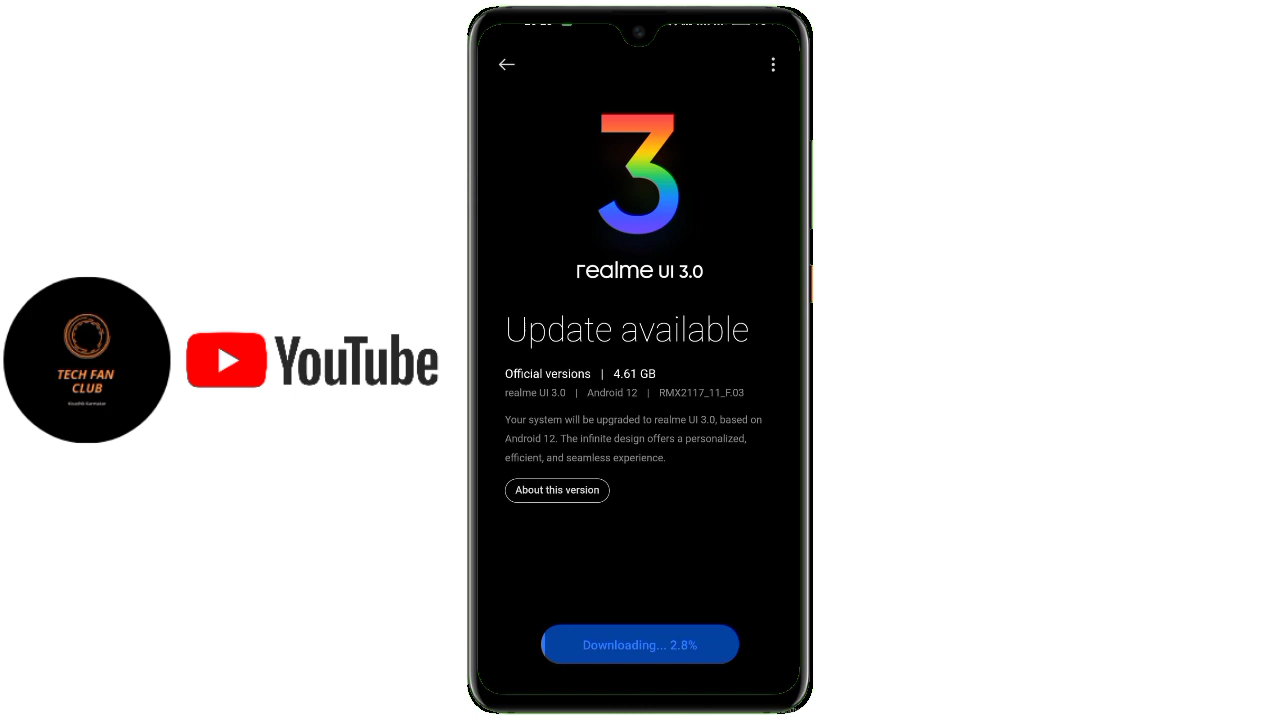 3
realme UI 3.0
Update available
Official versions | 4.61 GB
realme UI 3.0 | Android 12 | RMX2117_11_F.03
Your system will be upgraded to realme UI 3.0, based on
Android 12. The infinite design offers a personalized,
efficient, and seamless experience.
About this version
Downloading... 2.8%
TECH FAN
CLUB
YouTube